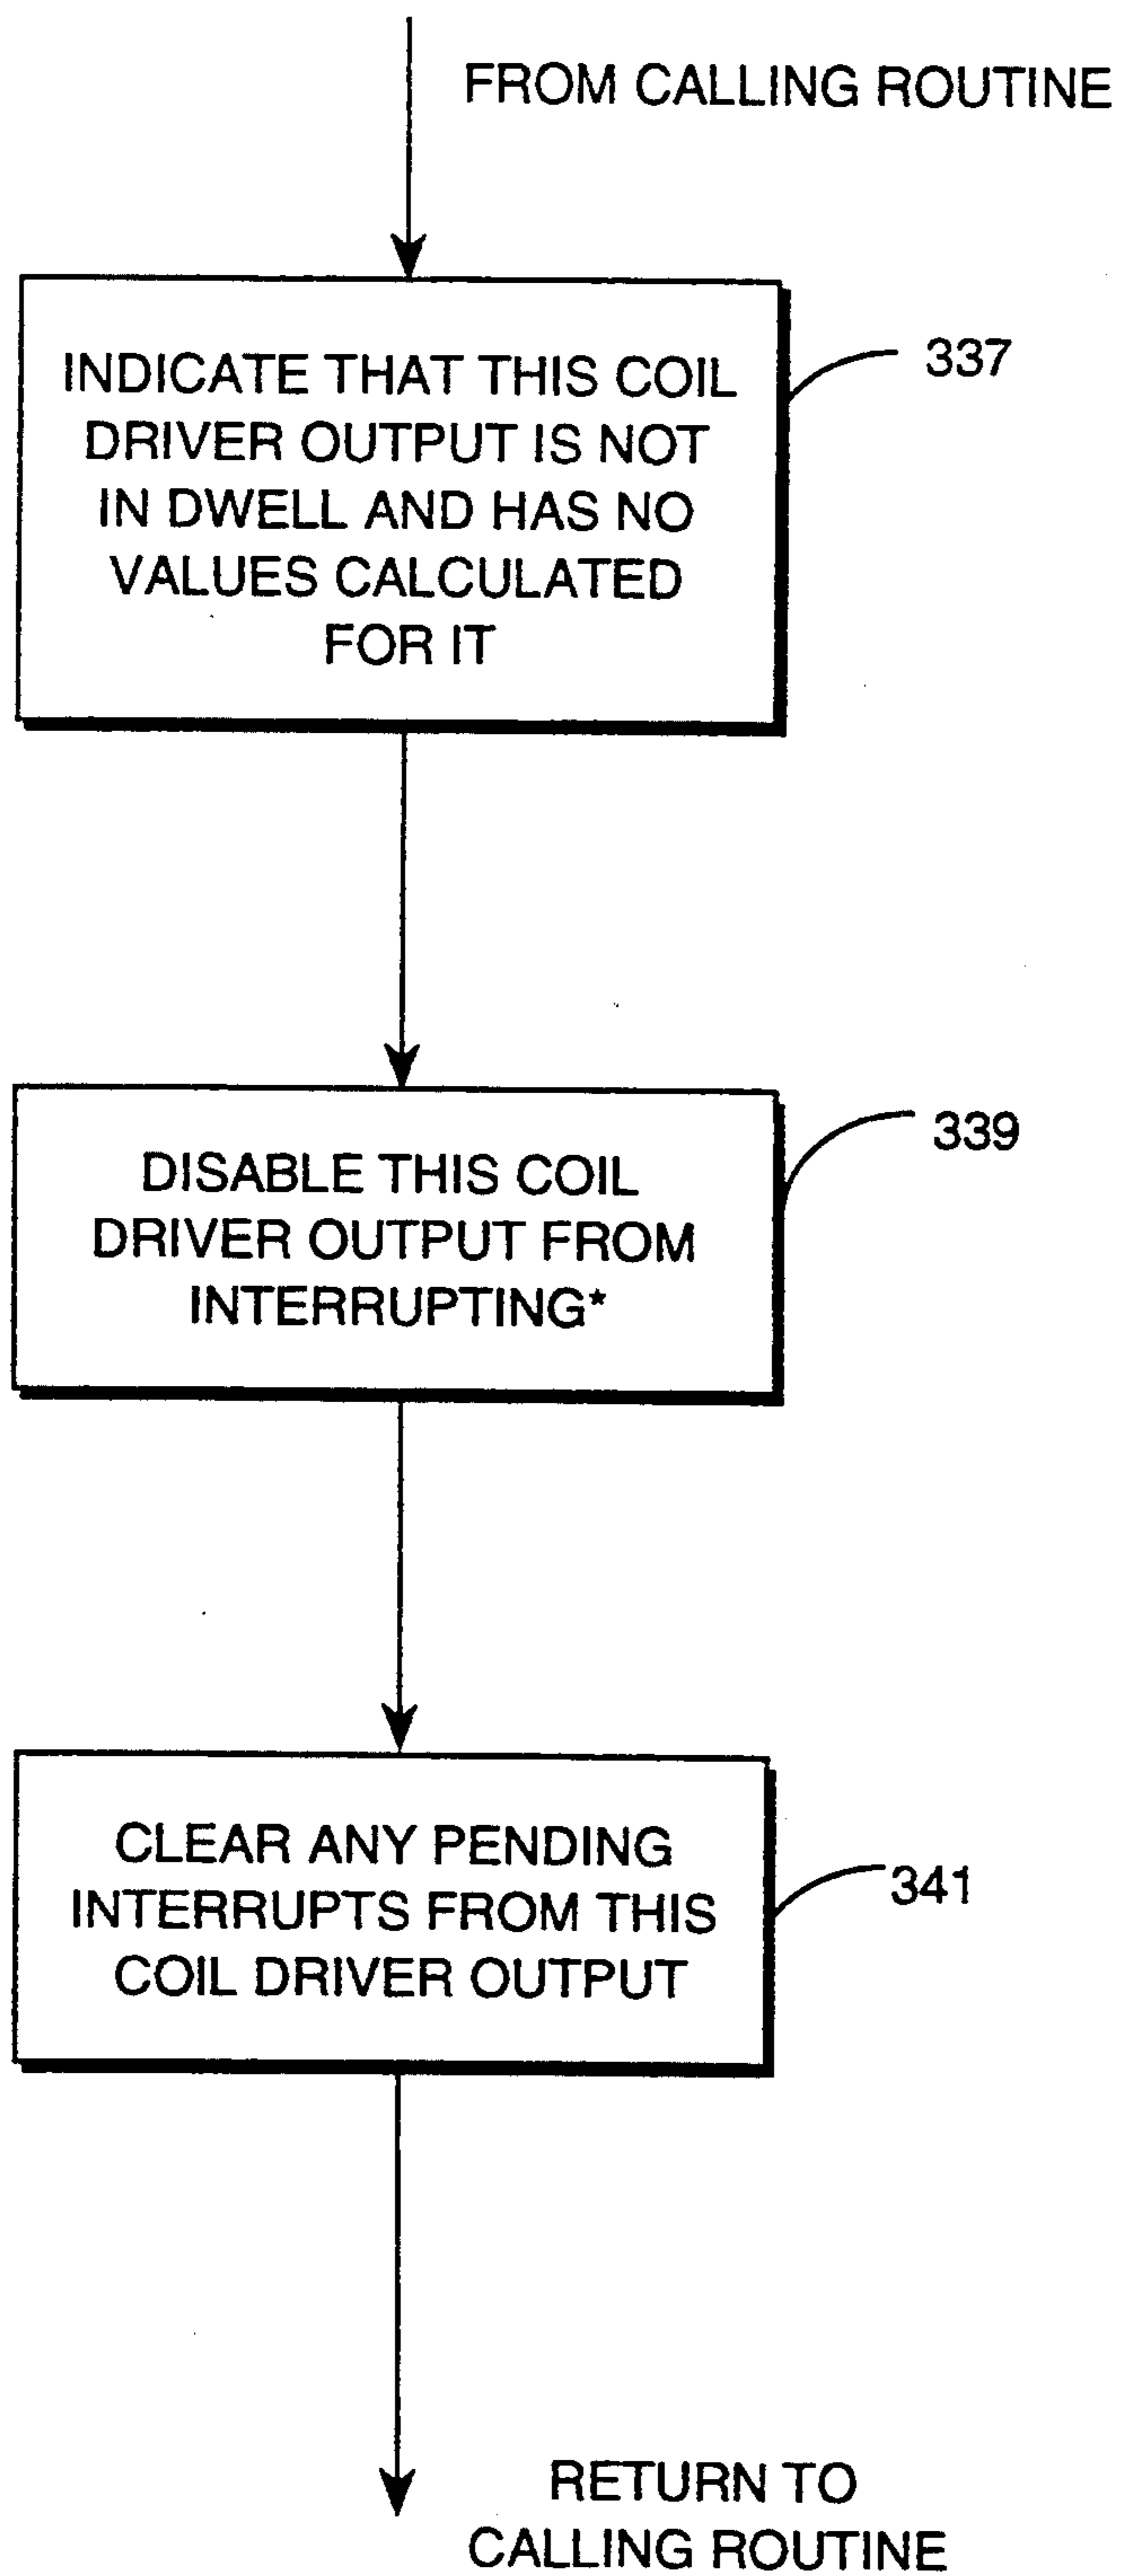 FROM CALLING ROUTINE
INDICATE THAT THIS COIL
DRIVER OUTPUT IS NOT
IN DWELL AND HAS NO
VALUES CALCULATED
FOR IT
337
DISABLE THIS COIL
DRIVER OUTPUT FROM
INTERRUPTING*
339
CLEAR ANY PENDING
INTERRUPTS FROM THIS
COIL DRIVER OUTPUT
341
RETURN TO
CALLING ROUTINE